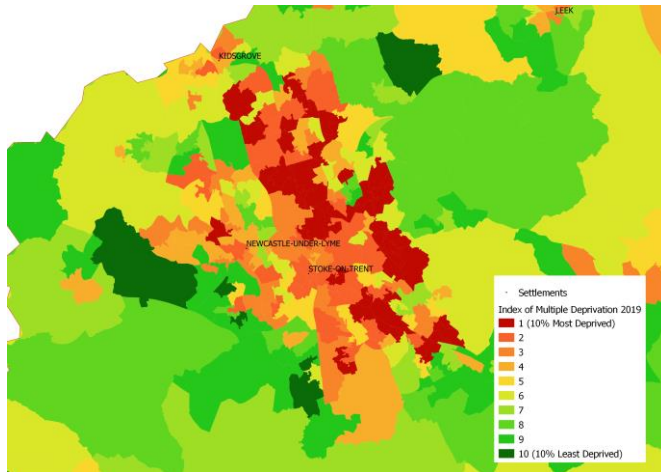 LEEK
KIDSGROVE
NEWCASTLE-UNDER-LYME
STOKE-ON-TRENT
Settlements
Index of Multiple Deprivation 2019
1 (10% Most Deprived)
2
3
4
5
6
7
8
9
10 (10% Least Deprived)